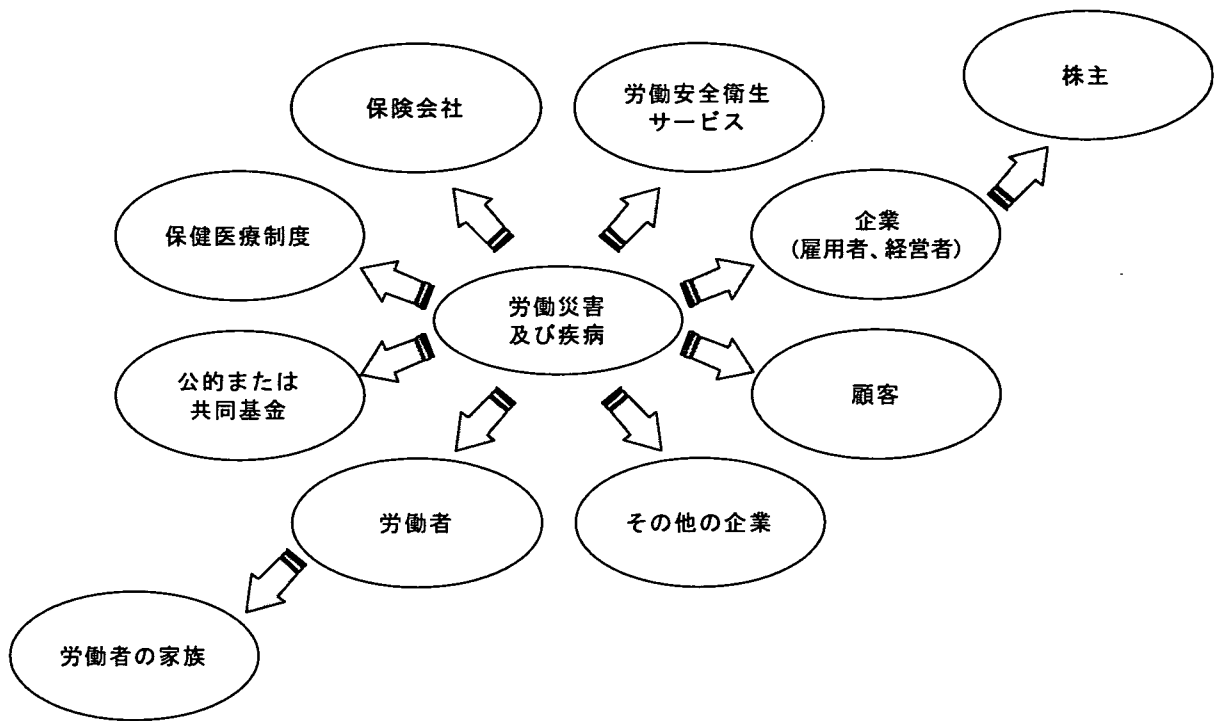 株主
保険会社
労働安全衛生
サービス
保健医療制度
企業
(雇用者、経営者)
労働災害
及び疾病
公的または
共同基金
顧客
労働者
その他の企業
労働者の家族